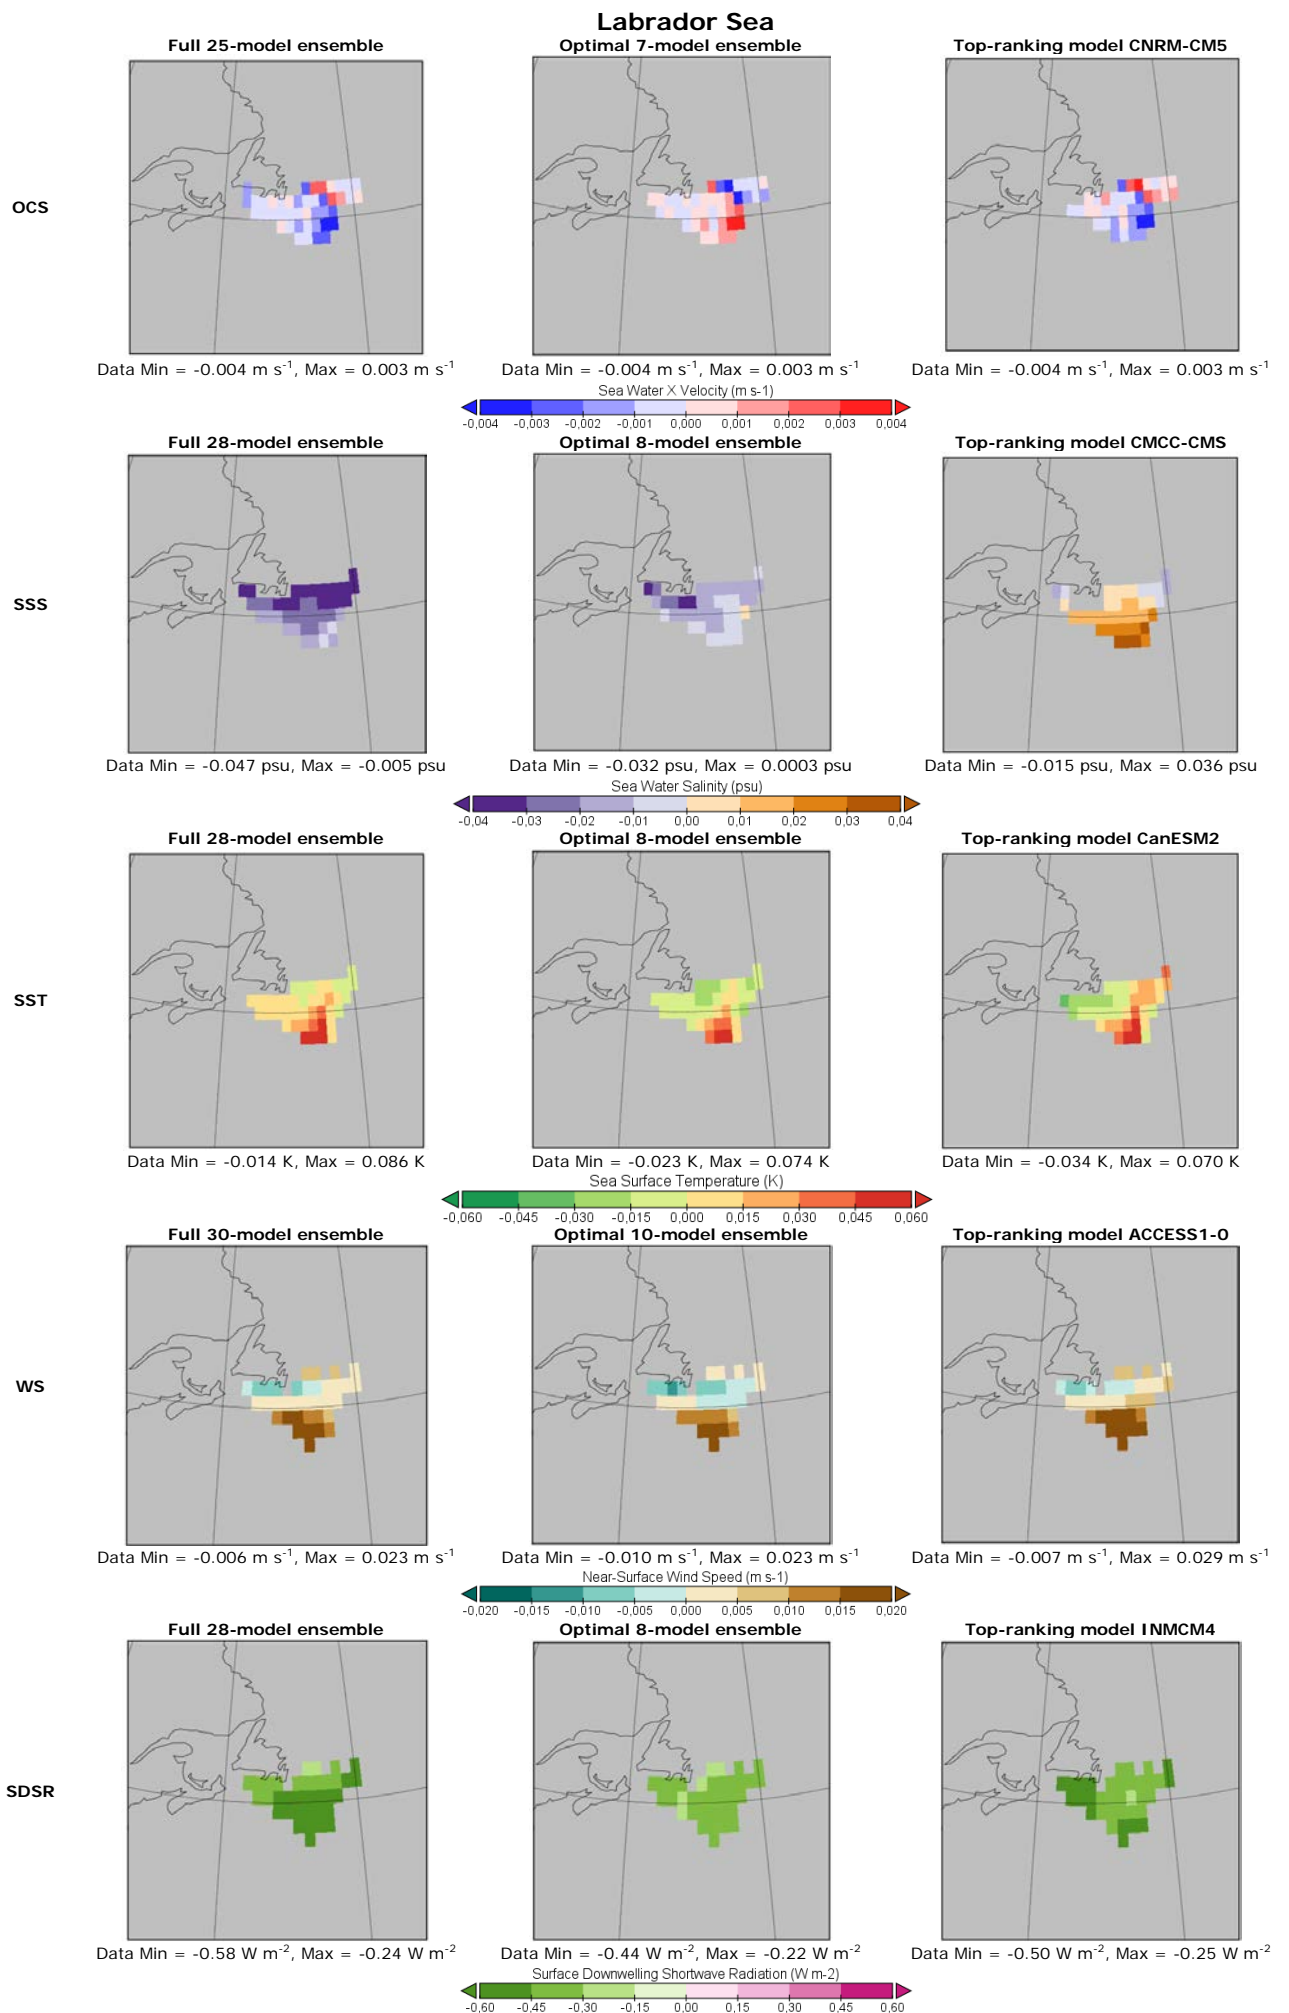 Labrador Sea
Full 25-model ensemble Optimal 7-model ensemble Top-ranking model CNRM-CM5
OCS
Data Min = -0.004 m s-1, Max = 0.003 m s-1 Data Min = -0.004 m s-1, Max = 0.003 m s-1 Data Min = -0.004 m s-1, Max = 0.003 m s-1
Sea Water X Velocity (m s-1)
-0,004 -0,003 -0,002 -0,001 0,000 0,001 0,002 0,003 0,004
Full 28-model ensemble Optimal 8-model ensemble Top-ranking model CMCC-CMS
SSS
Data Min = -0.047 psu, Max = -0.005 psu Data Min = -0.032 psu, Max = 0.0003 psu Data Min = -0.015 psu, Max = 0.036 psu
Sea Water Salinity (psu)
-0,04 -0,03 -0,02 -0,01 0,00 0,01 0,02 0,03 0,04
Full 28-model ensemble Optimal 8-model ensemble Top-ranking model CanESM2
SST
Data Min = -0.014 K, Max = 0.086 K Data Min = -0.023 K, Max = 0.074 K Data Min = -0.034 K, Max = 0.070 K
Sea Surface Temperature (K)
-0,060 -0,045 -0,030 -0,015 0,000 0,015 0,030 0,045 0,060
Full 30-model ensemble Optimal 10-model ensemble Top-ranking model ACCESS1-0
WS
Data Min = -0.006 m s-1, Max = 0.023 m s-1 Data Min = -0.010 m s-1, Max = 0.023 m s-1 Data Min = -0.007 m s-1, Max = 0.029 m s-1
Near-Surface Wind Speed (m s-1)
-0,020 -0,015 -0,010 -0,005 0,000 0,005 0,010 0,015 0,020
Full 28-model ensemble Optimal 8-model ensemble Top-ranking model INMCM4
SDSR
Data Min = -0.58 W m-2, Max = -0.24 W m-2 Data Min = -0.44 W m-2, Max = -0.22 W m-2 Data Min = -0.50 W m-2, Max = -0.25 W m-2
Surface Downwelling Shortwave Radiation (W m-2)
-0.60 -0,45 -0,30 -0,15 0.00 0,15 0,30 0.45 0.60